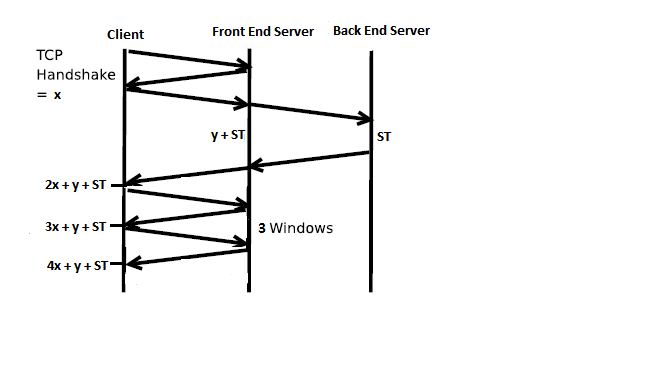 Client
Front End Server
Back End Server
TCP
Handshake
= x
y + ST
ST
2x + y + ST
3x + y + ST
3 Windows
4x + y + ST